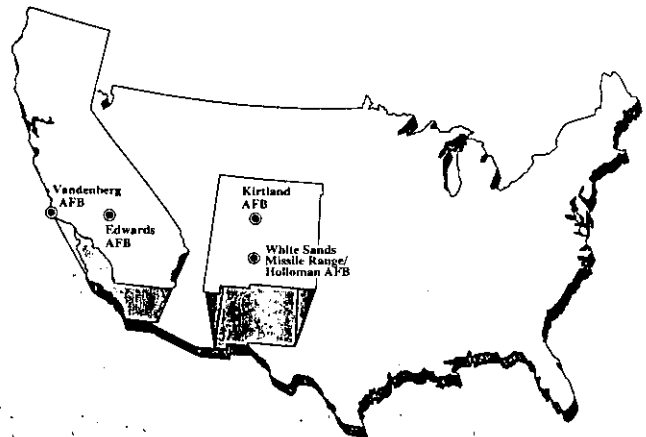 Vandenberg
AFB
Edwards
AFB
Kirtland
AFB
White Sands
Missile Range/
Holloman AFB